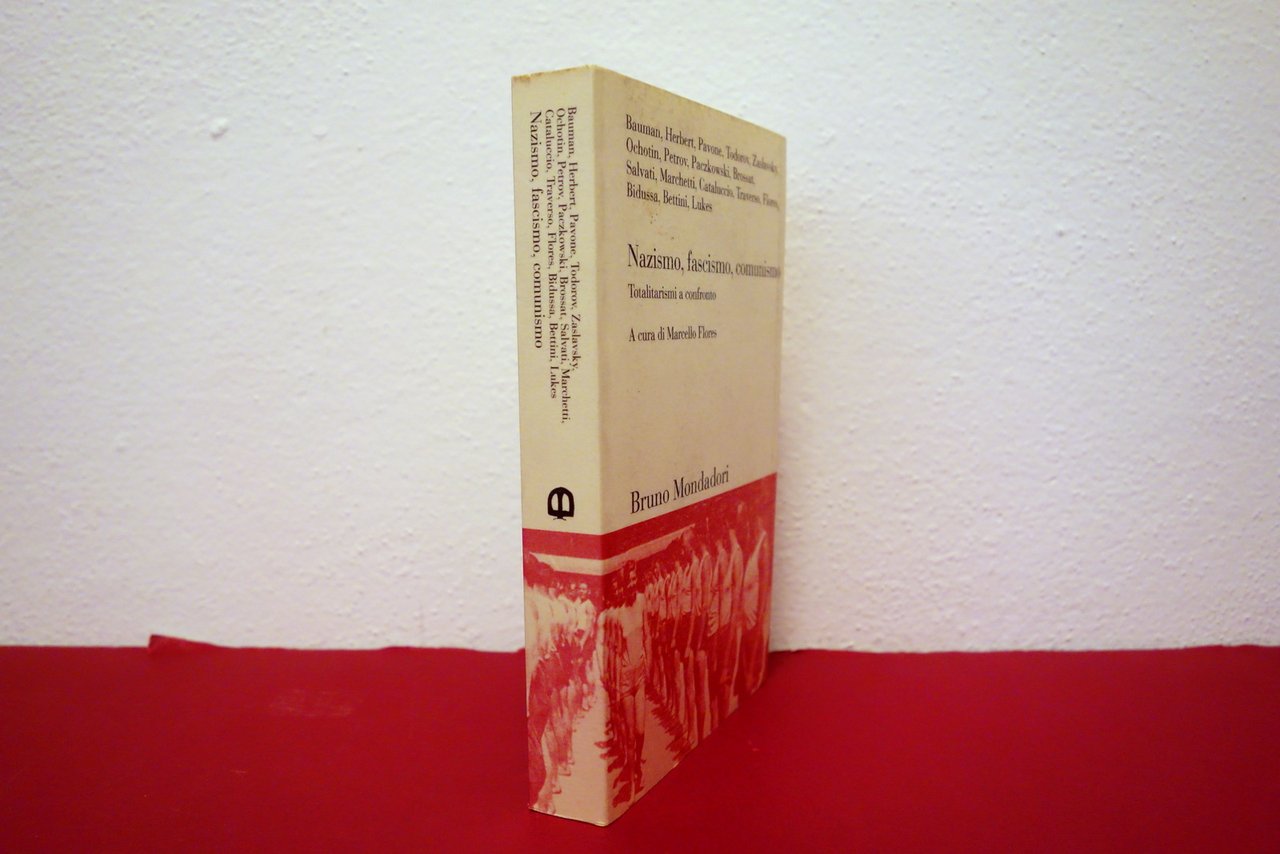 Bauman, Herbert, Pavone, Todorov, Zaslavsky,
Ochotin, Petrov, Paczkowski, Brossat, Salvati, Marchetti,
Cataluccio, Traverso, Flores, Bidussa, Bettini, Lukes
Nazismo, fascismo, comunismo
B
Bauman, Herbert, Pavone, Todorov, Zaslavsky,
Ochotin, Petrov, Paczkowski, Brossat,
Salvati, Marchetti, Cataluccio, Traverso, Flores,
Bidussa, Bettini, Lukes
Nazismo, fascismo, comunismo
Totalitarismi a confronto
A cura di Marcello Flores
Bruno Mondadori